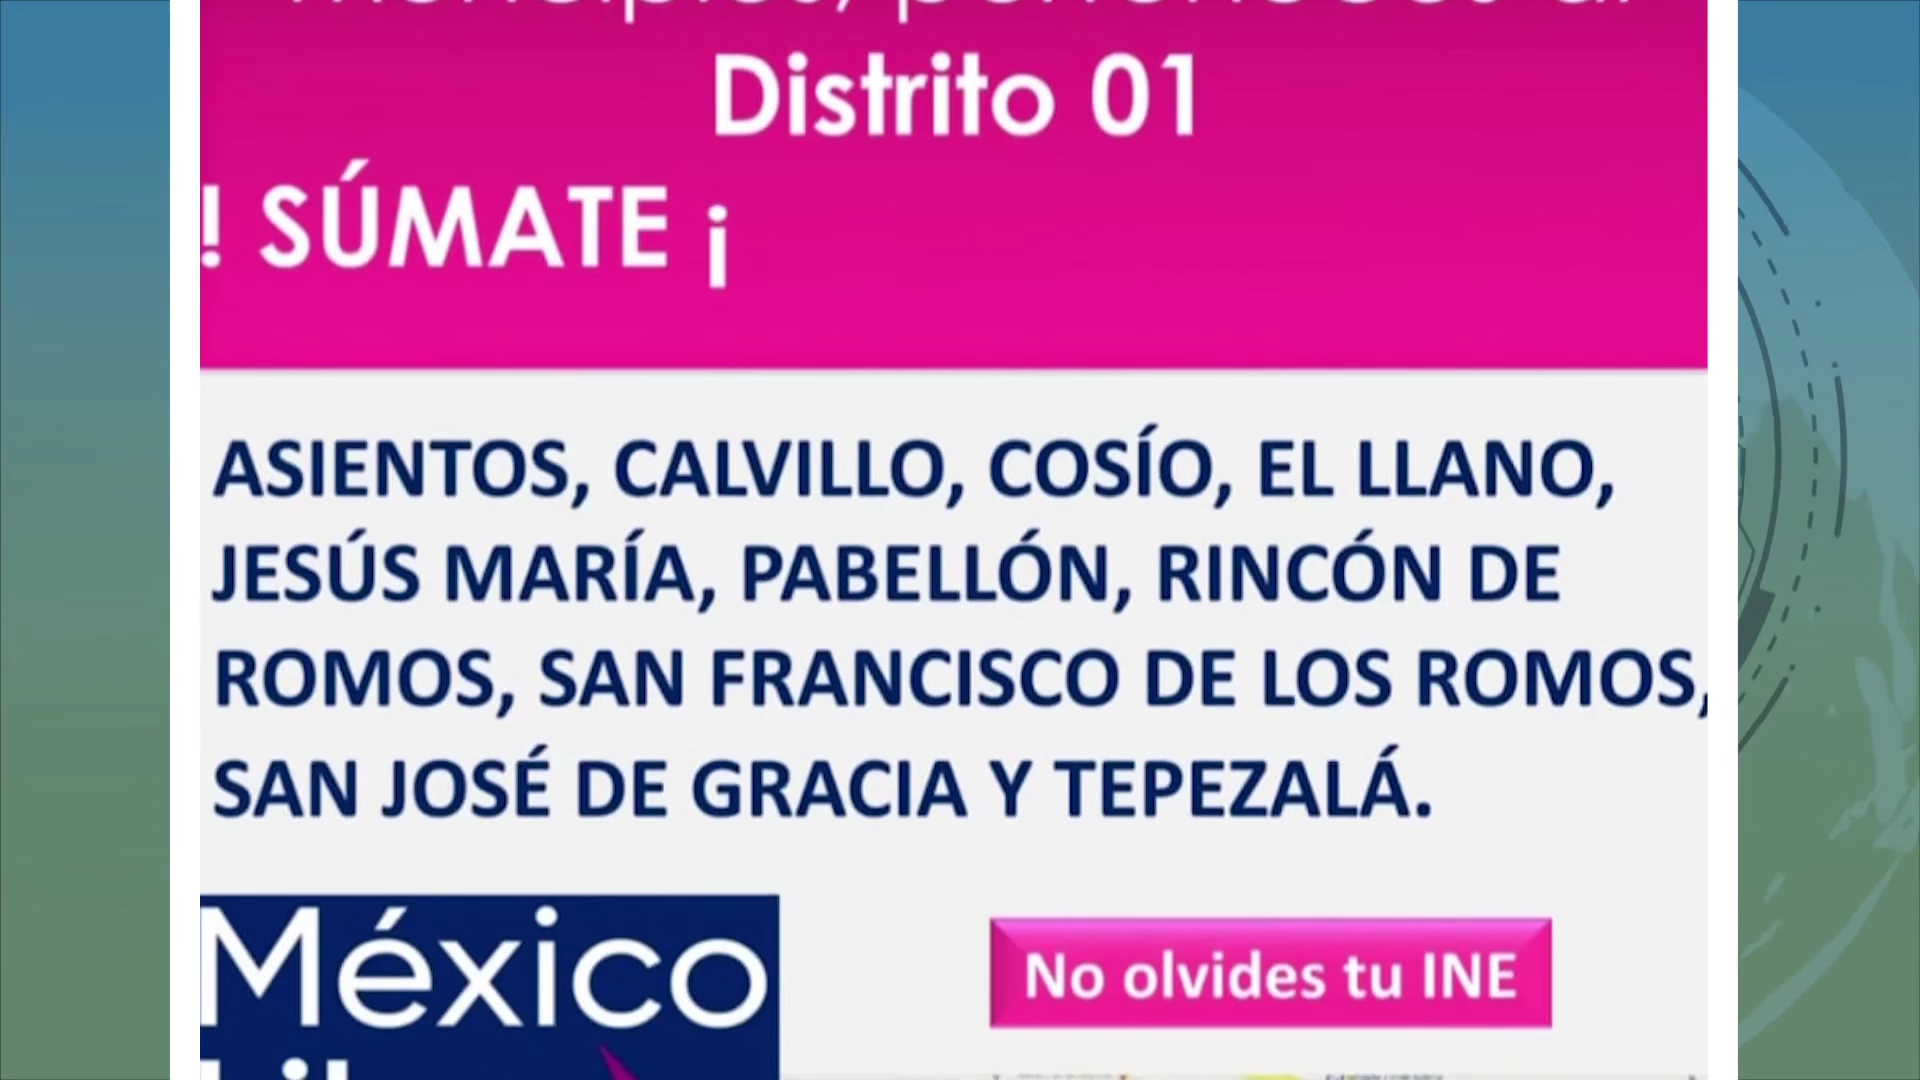 Distrito 01
! SÚMATE ¡
ASIENTOS, CALVILLO, COSÍO, EL LLANO,
JESÚS MARÍA, PABELLÓN, RINCÓN DE
ROMOS, SAN FRANCISCO DE LOS ROMOS,
SAN JOSÉ DE GRACIA Y TEPEZALÁ.
México
No olvides tu INE